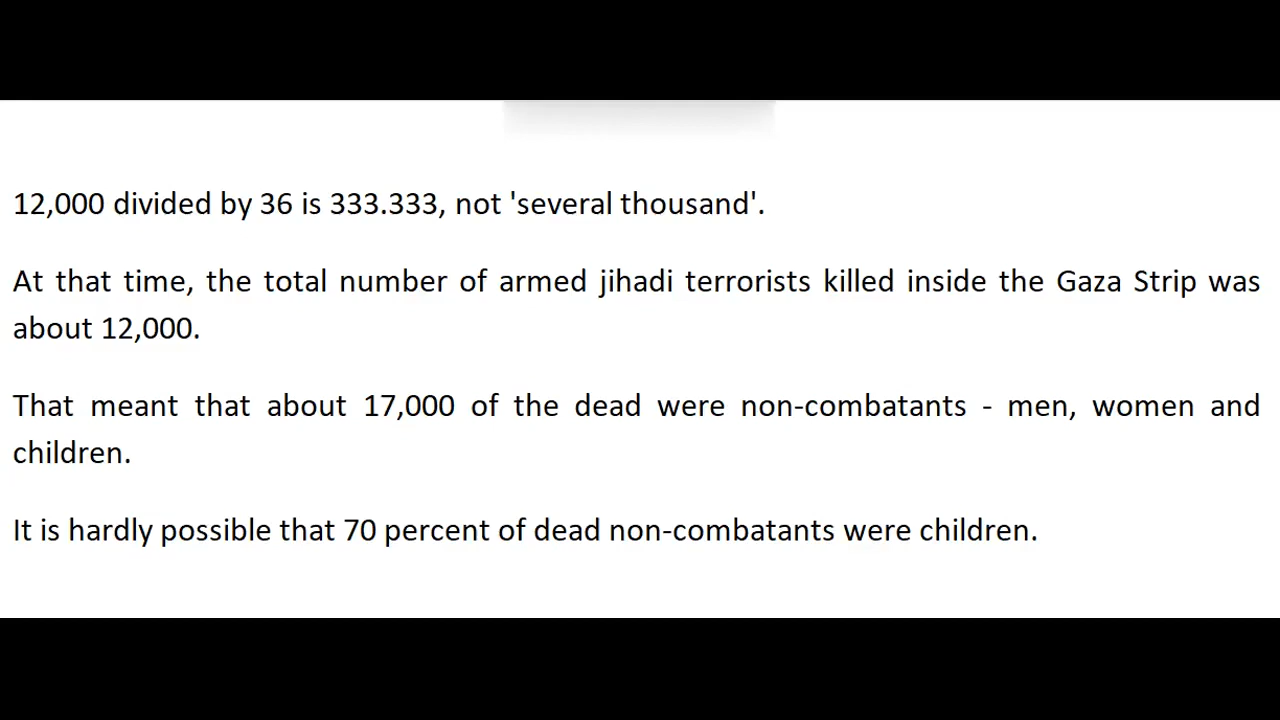 12,000 divided by 36 is 333.333, not 'several thousand'.
At that time, the total number of armed jihadi terrorists killed inside the Gaza Strip was
about 12,000.
That meant that about 17,000 of the dead were non-combatants - men, women and
children.
It is hardly possible that 70 percent of dead non-combatants were children.